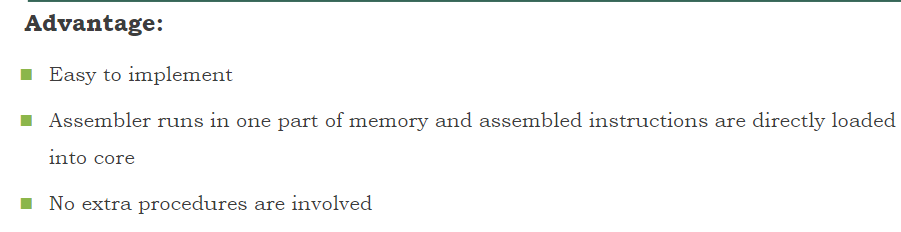 Advantage:
Easy to implement
Assembler runs in one part of memory and assembled instructions are directly loaded
into core
No extra procedures are involved